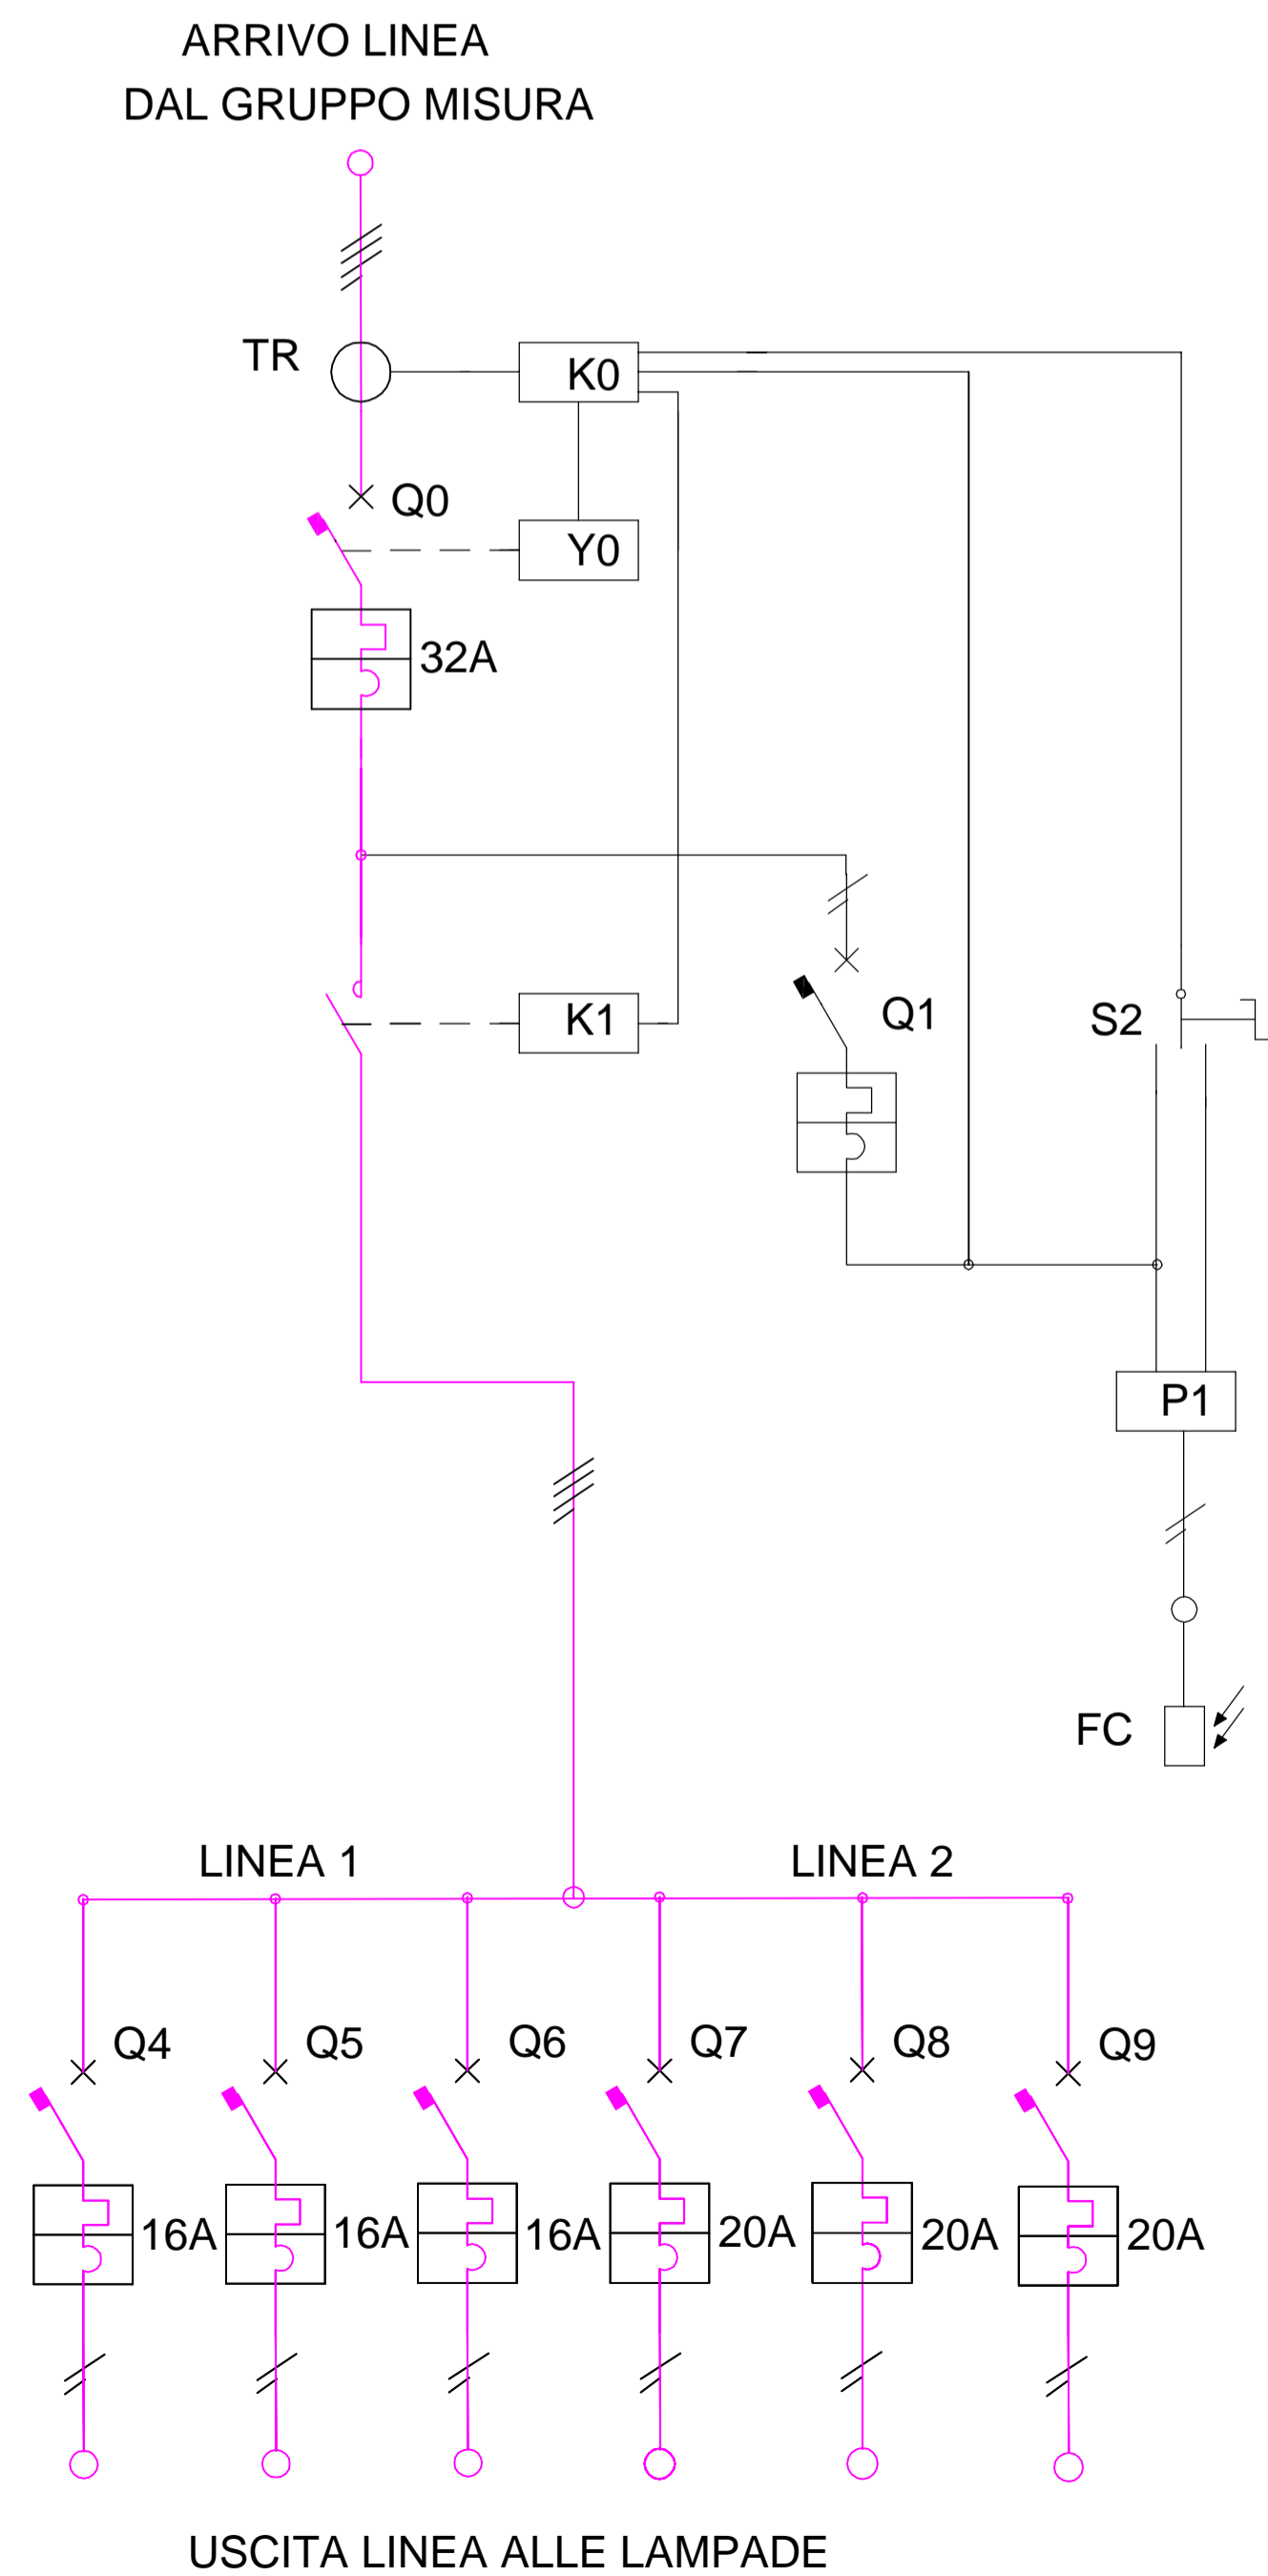 ARRIVO LINEA
DAL GRUPPO MISURA
TR
K0
Q0
Y0
32A
K1
Q1
S2
P1
FC
LINEA 1
LINEA 2
Q4
Q5
Q6
Q7
Q8
Q9
16A
16A
16A
20A
20A
20A
USCITA LINEA ALLE LAMPADE